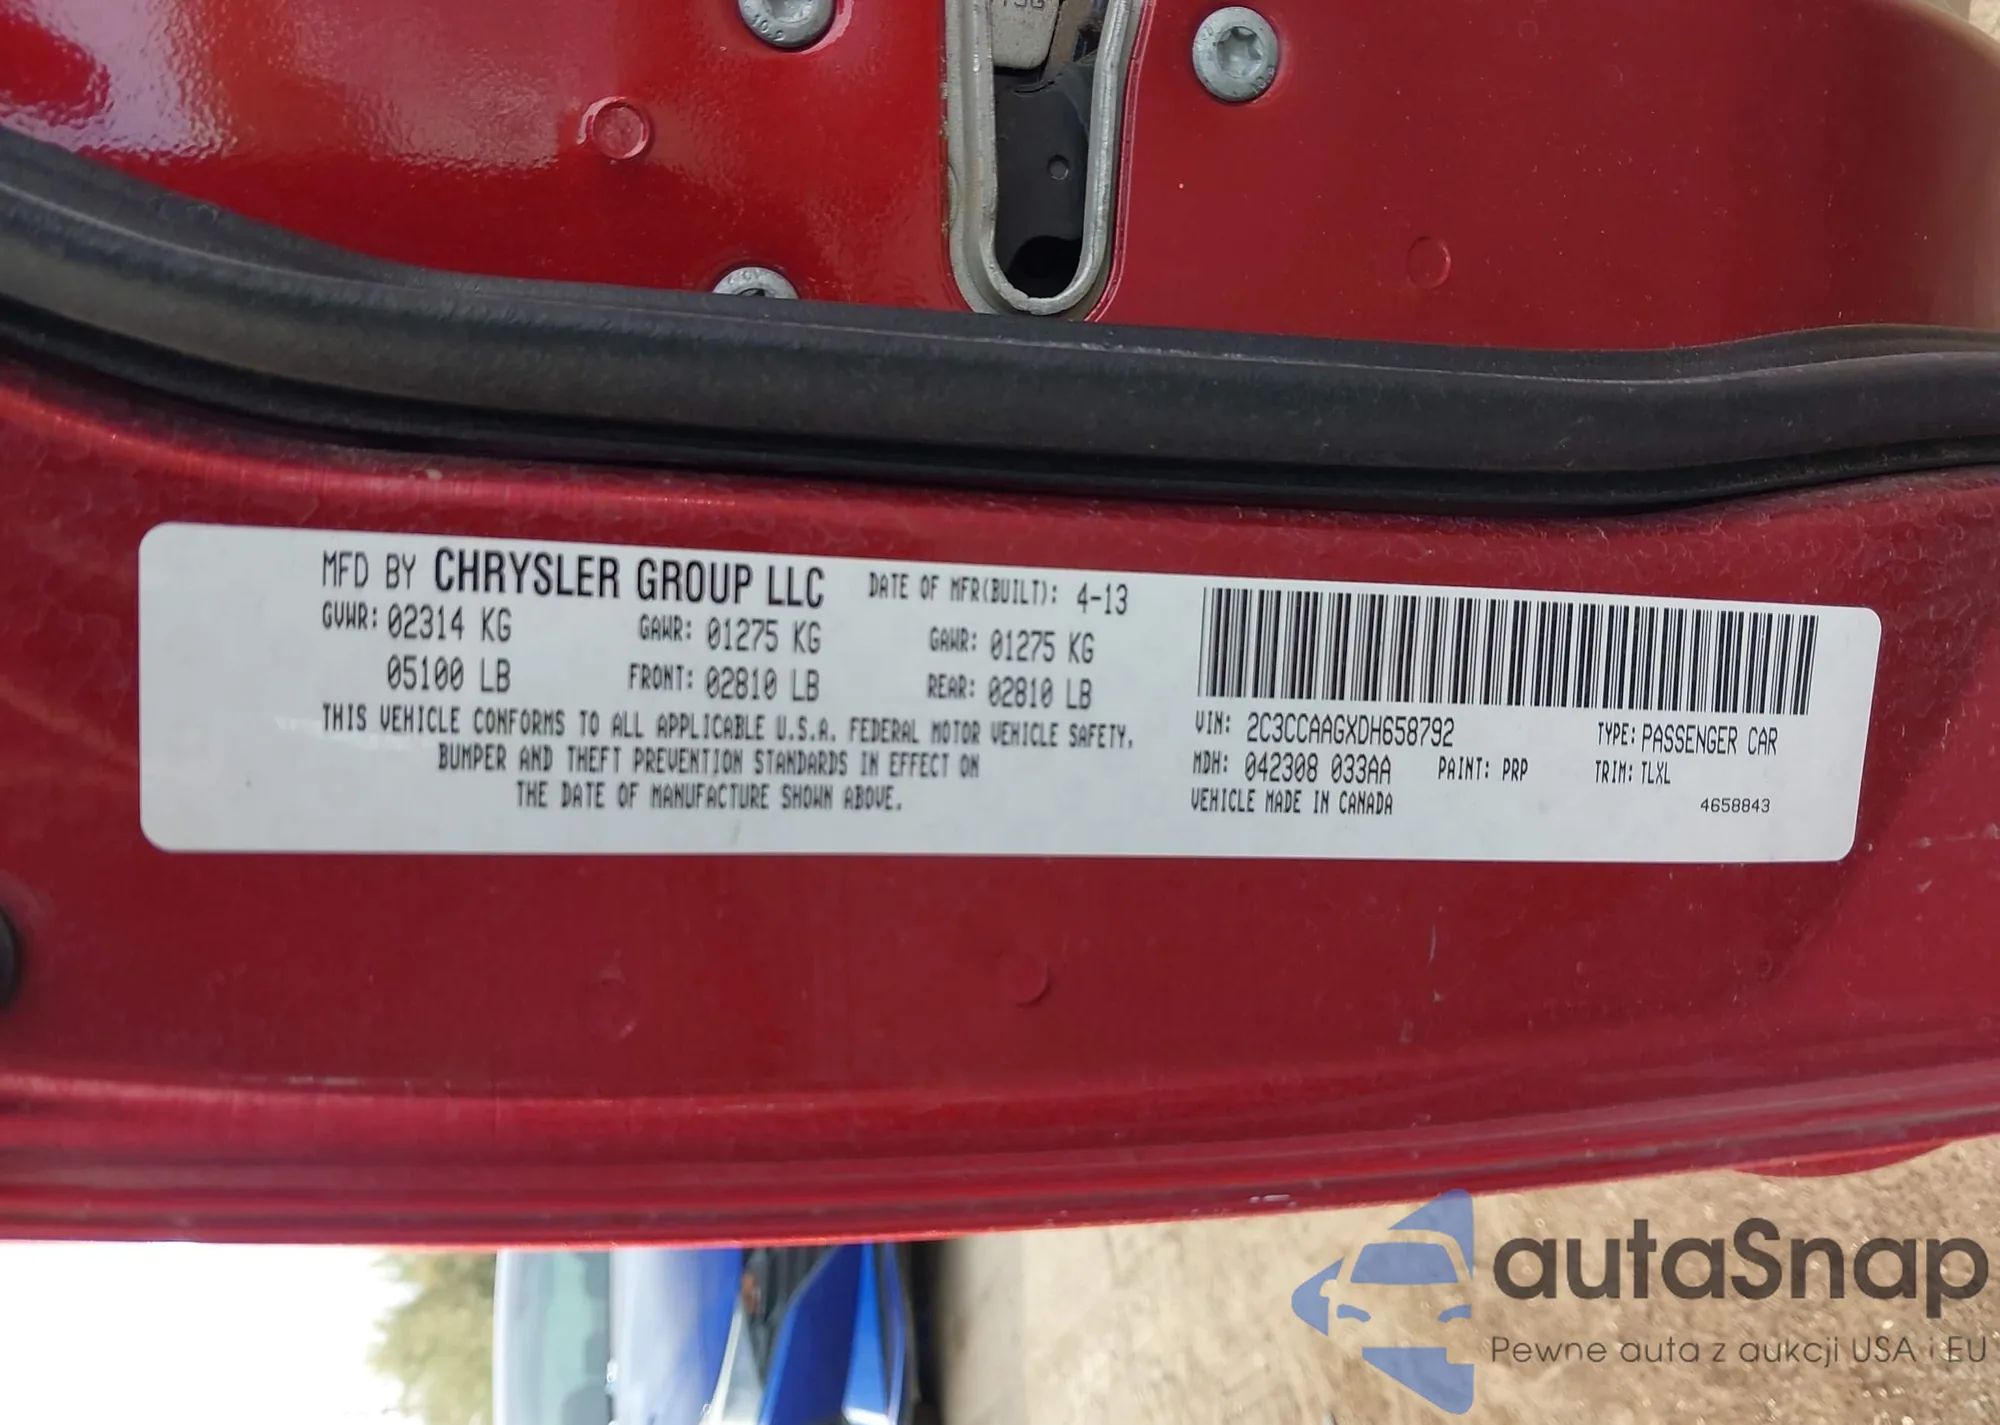 MFD BY CHRYSLER GROUP LLC DATE OF MFR(BUILT): 4-13
GVWR: 02314 KG GAWR: 01275 KG GAWR: 01275 KG
05100 LB FRONT: 02810 LB REAR: 02810 LB
THIS VEHICLE CONFORMS TO ALL APPLICABLE U.S.A. FEDERAL MOTOR VEHICLE SAFETY,
BUMPER AND THEFT PREVENTION STANDARDS IN EFFECT ON
THE DATE OF MANUFACTURE SHOWN ABOVE.
VIN: 2C3CCAAGXDH658792 TYPE: PASSENGER CAR
MDH: 042308 033AA PAINT: PRP TRIM: TLXL
VEHICLE MADE IN CANADA 4658843
autaSnap
Pewne auta z aukcji USA i EU